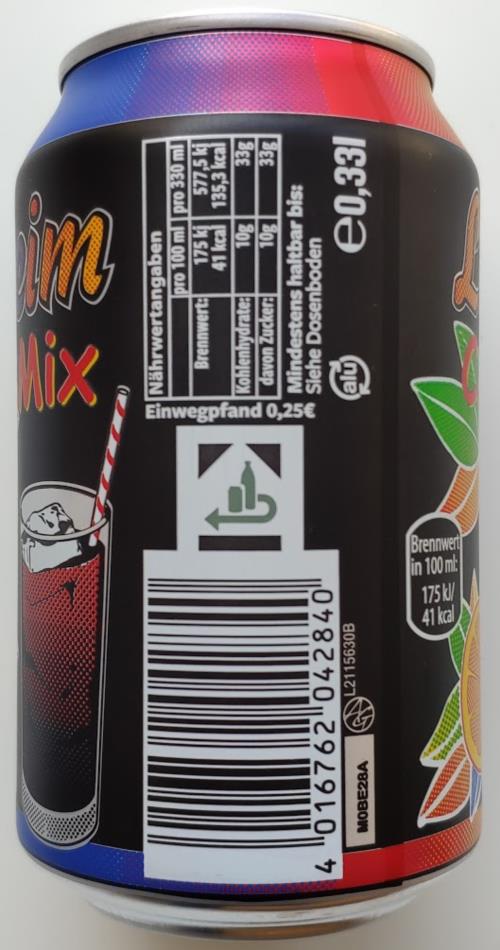 eim
Mix
Nährwertangaben
pro 100 ml pro 330 ml
Brennwert: 175 kj 577,5 kj
41 kcal 135,3 kcal
Kohlenhydrate: 10g 33g
davon Zucker: 10g 33g
Mindestens haltbar bis:
Siehe Dosenboden
alu
e 0,33l
Einwegpfand 0,25€
4 016762 042840
L2115630B
M0BE28A
Brennwert
in 100 ml:
175 kJ/
41 kcal